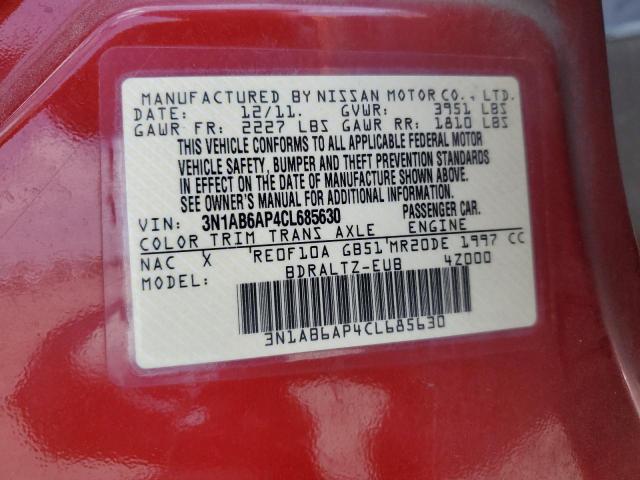 MANUFACTURED BY NISSAN MOTOR CO., LTD.
DATE: 12/11. GVWR: 3951 LBS
GAWR FR: 2227 LBS GAWR RR: 1810 LBS
THIS VEHICLE CONFORMS TO ALL APPLICABLE FEDERAL MOTOR
VEHICLE SAFETY, BUMPER AND THEFT PREVENTION STANDARDS
IN EFFECT ON THE DATE OF MANUFACTURE SHOWN ABOVE.
SEE OWNER'S MANUAL FOR ADDITIONAL INFORMATION.
VIN: 3N1AB6AP4CL685630 PASSENGER CAR.
COLOR TRIM TRANS AXLE ENGINE
NAC X 'RE0F10A GB51'MR20DE 1997 CC
MODEL: BDRALTZ-EUB 4Z000
3N1AB6AP4CL685630